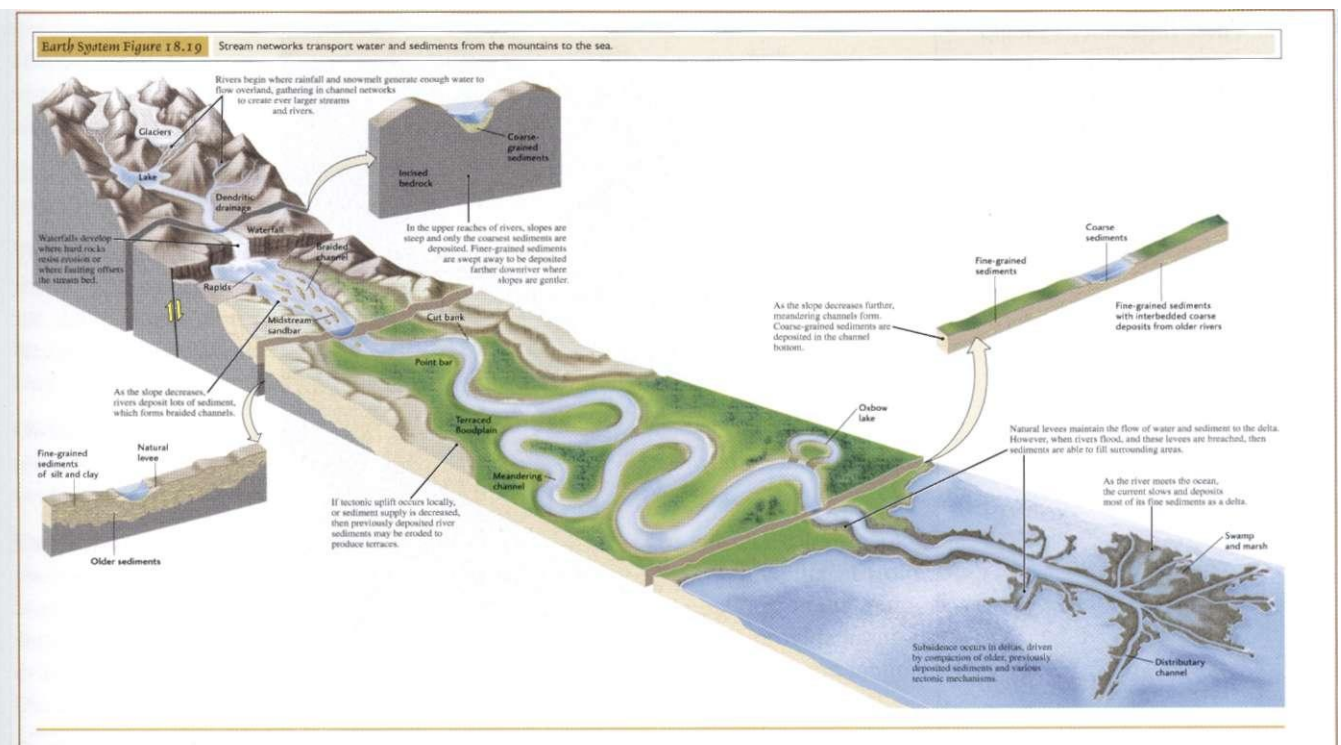 Earth System Figure 18.19
Stream networks transport water and sediments from the mountains to the sea.
Rivers begin where rainfall and snowmelt generate enough water to
flow overland, gathering in channel networks
to create ever larger streams
and rivers.
Glaciers
Lake
Dendritic
drainage
Coarse-
grained
sediments
Incised
bedrock
In the upper reaches of rivers, slopes are
steep and only the coarsest sediments are
deposited. Finer-grained sediments
are swept away to be deposited
farther downriver where
slopes are gentler.
Waterfall
Waterfalls develop
where hard rocks
resist erosion or
where faulting offsets
the stream bed.
Braided
channel
Rapids
Midstream
sandbar
As the slope decreases,
rivers deposit lots of sediment,
which forms braided channels.
Fine-grained
sediments
of silt and clay
Natural
levee
Older sediments
Cut bank
Point bar
Terraced
floodplain
Meandering
channel
If tectonic uplift occurs locally,
or sediment supply is decreased,
then previously deposited river
sediments may be eroded to
produce terraces.
Oxbow
lake
Coarse
sediments
Fine-grained
sediments
Fine-grained sediments
with interbedded coarse
deposits from older rivers
As the slope decreases further,
meandering channels form.
Coarse-grained sediments are
deposited in the channel
bottom.
Natural levees maintain the flow of water and sediment to the delta.
However, when rivers flood, and these levees are breached, then
sediments are able to fill surrounding areas.
As the river meets the ocean,
the current slows and deposits
most of its fine sediments as a delta.
Swamp
and marsh
Subsidence occurs in deltas, driven
by compaction of older, previously
deposited sediments and various
tectonic mechanisms.
Distributary
channel